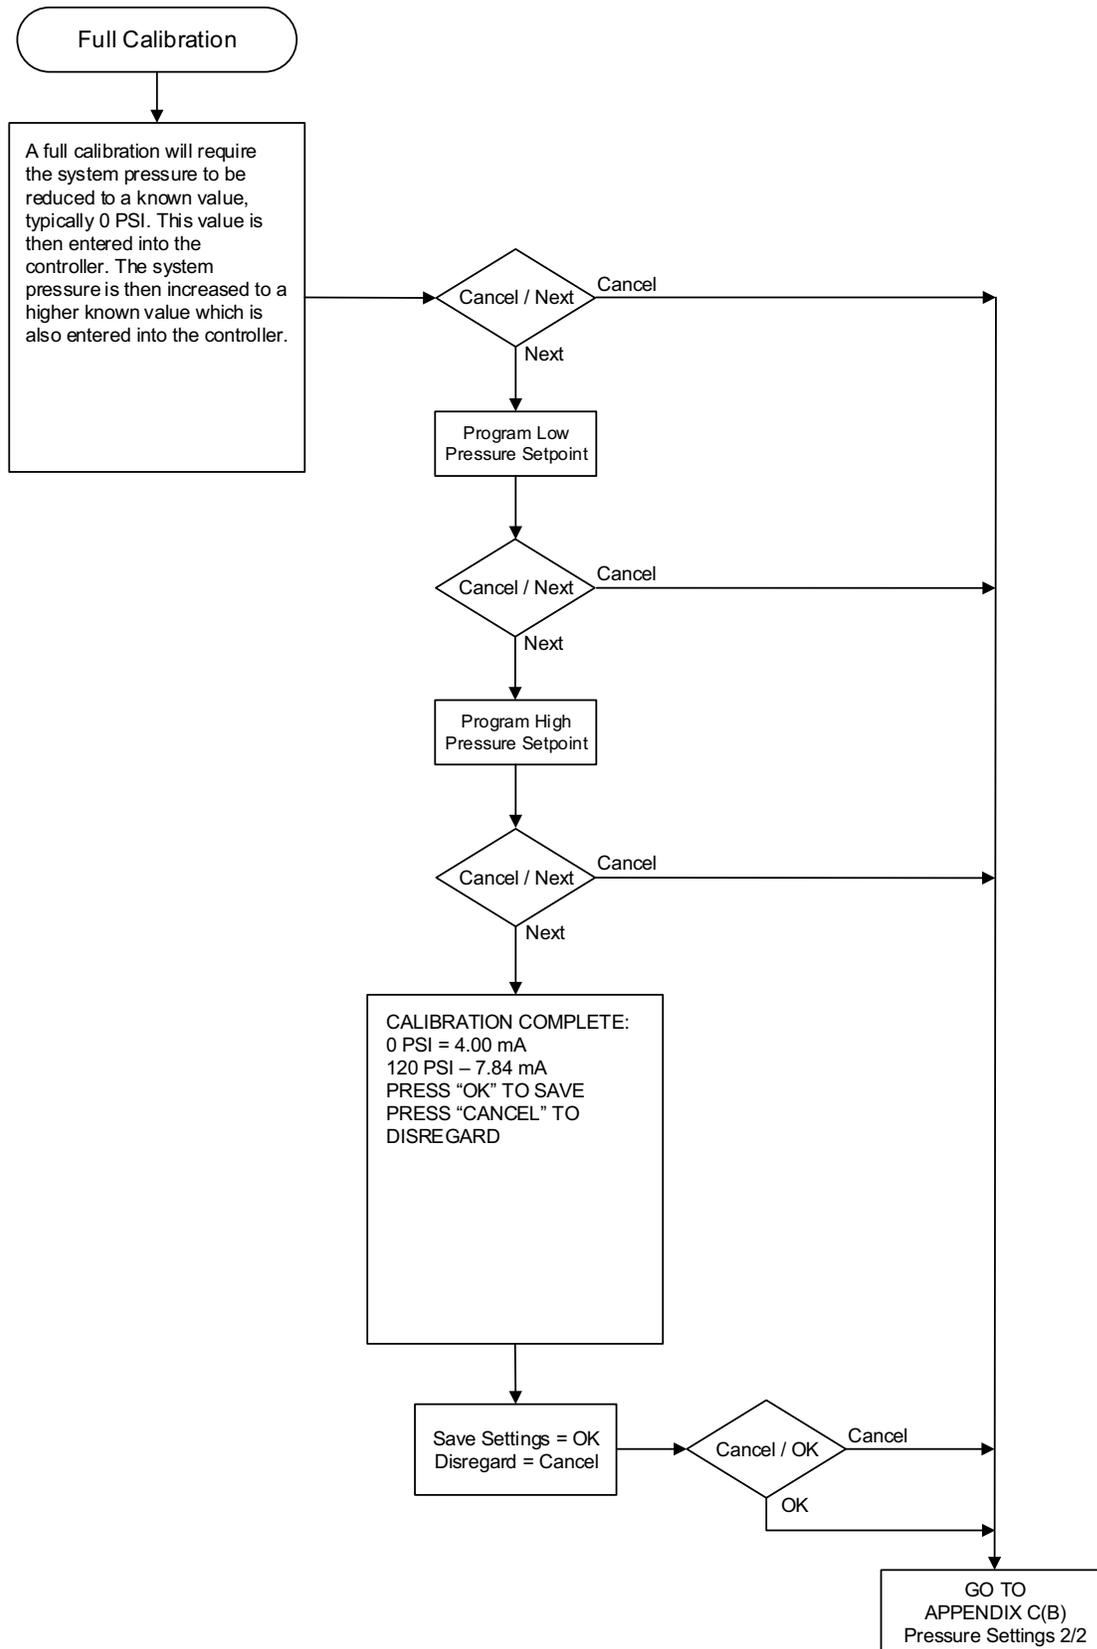 Full Calibration
A full calibration will require
the system pressure to be
reduced to a known value,
typically 0 PSI. This value is
then entered into the
controller. The system
pressure is then increased to a
higher known value which is
also entered into the controller.
Cancel / Next
Cancel
Next
Program Low
Pressure Setpoint
Cancel / Next
Cancel
Next
Program High
Pressure Setpoint
Cancel / Next
Cancel
Next
CALIBRATION COMPLETE:
0 PSI = 4.00 mA
120 PSI – 7.84 mA
PRESS “OK” TO SAVE
PRESS “CANCEL” TO
DISREGARD
Save Settings = OK
Disregard = Cancel
Cancel / OK
Cancel
OK
GO TO
APPENDIX C(B)
Pressure Settings 2/2